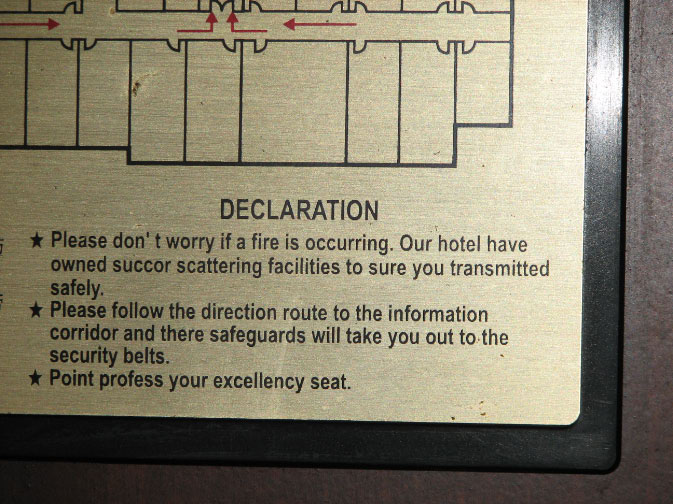 DECLARATION
★ Please don't worry if a fire is occurring. Our hotel have
owned succor scattering facilities to sure you transmitted
safely.
★ Please follow the direction route to the information
corridor and there safeguards will take you out to the
security belts.
★ Point profess your excellency seat.